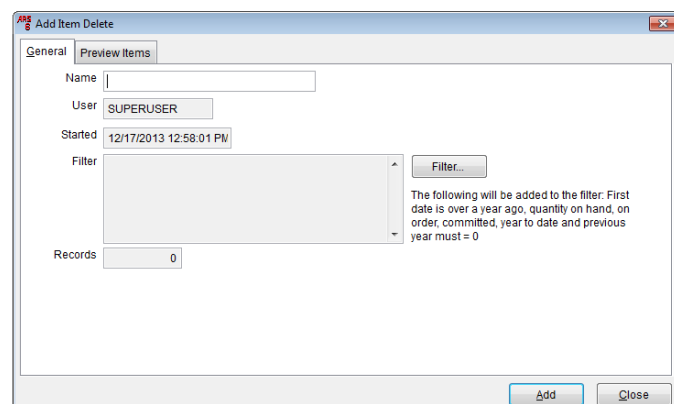 ARS
6
Add Item Delete
General
Preview Items
Name
User
SUPERUSER
Started
12/17/2013 12:58:01 PM
Filter
Filter...
The following will be added to the filter: First
date is over a year ago, quantity on hand, on
order, committed, year to date and previous
year must = 0
Records
0
Add
Close